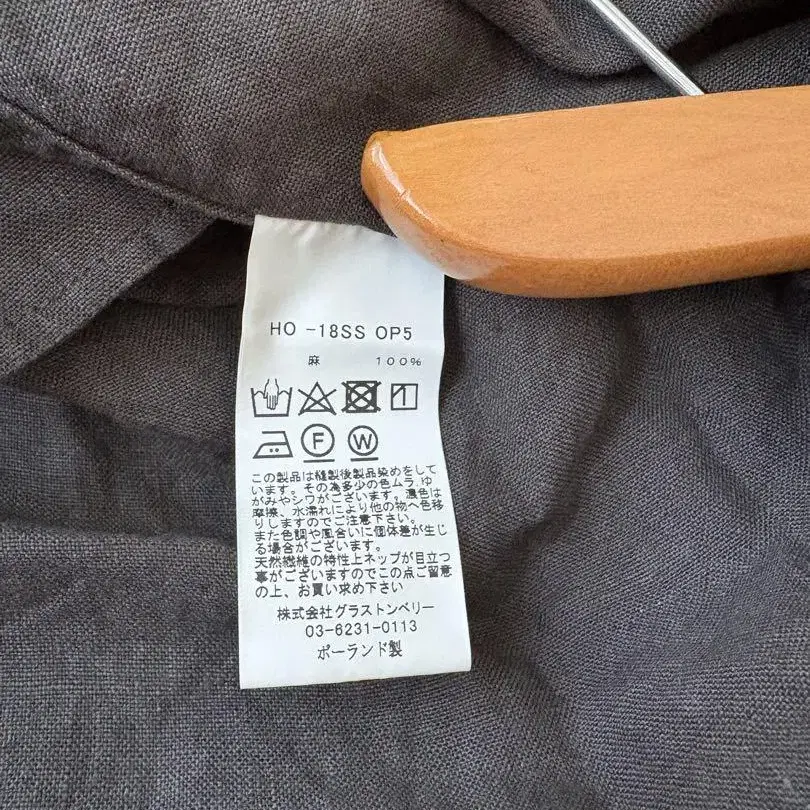 HO -18SS OP5
麻 100%
F W
この製品は縫製後製品染めをして
います。その為多少の色ムラ、ゆ
がみやシワがございます。濃色は
摩擦、水濡れにより他の物へ色移
りしますのでご注意下さい。
また色調や風合いに個体差が生じ
る場合がございます。
天然繊維の特性上ネップが目立つ
事がございますのでこの点ご留意
の上、お買い求め下さい
株式会社グラストンベリー
03-6231-0113
ポーランド製